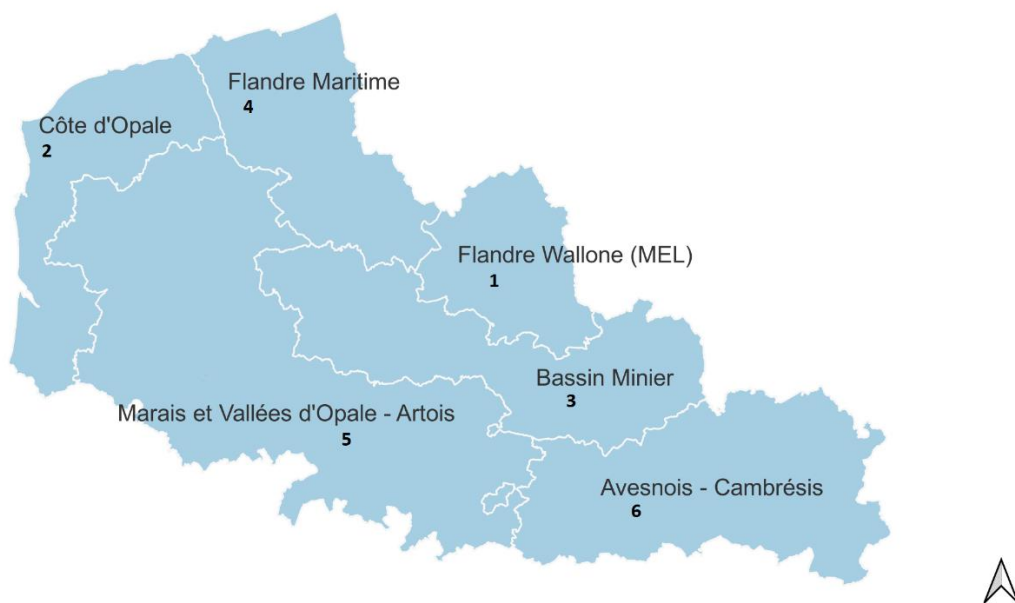 Flandre Maritime
4
Côte d'Opale
2
Flandre Wallone (MEL)
1
Bassin Minier
3
Marais et Vallées d'Opale - Artois
5
Avesnois - Cambrésis
6